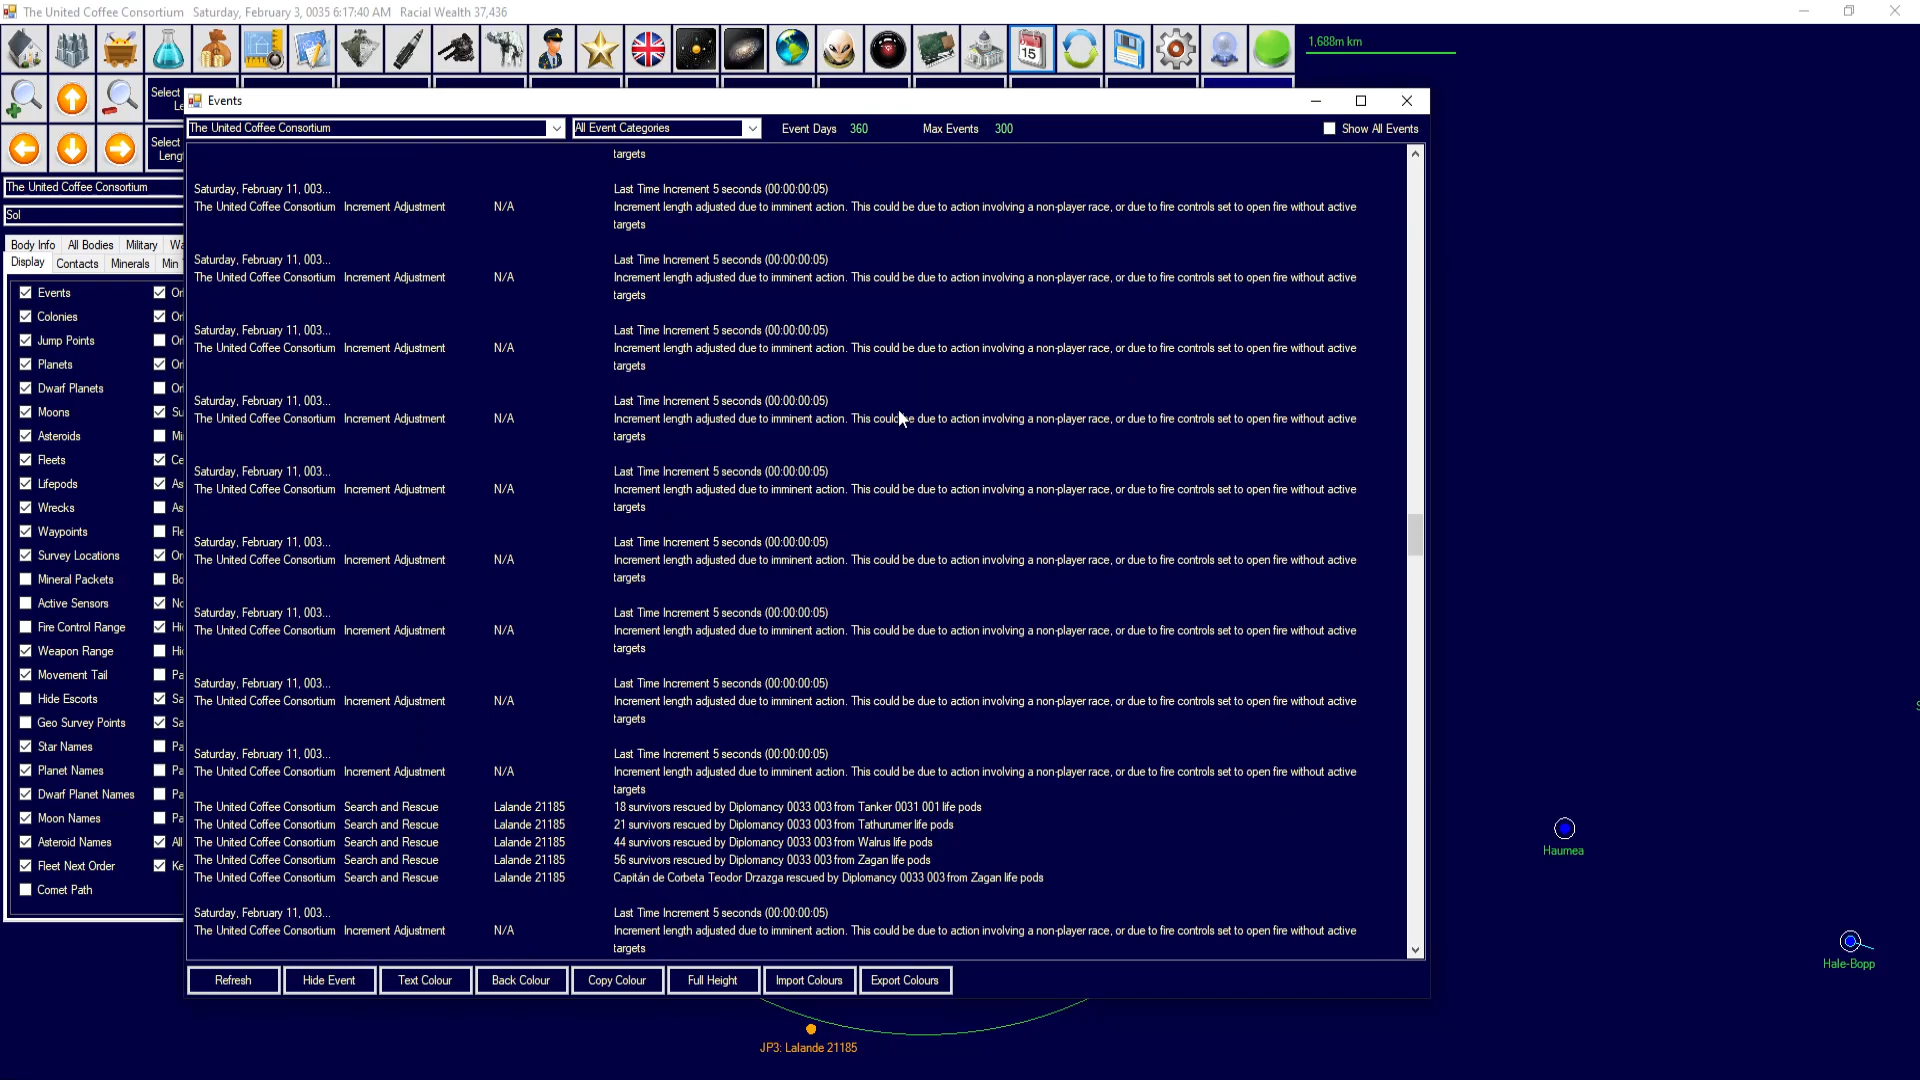 The United Coffee Consortium   Saturday, February 3, 0035 6:17:40 AM   Racial Wealth 37,436
15
1,688m km
Select
Le
Select
Leng
The United Coffee Consortium
Sol
Body Info All Bodies Military Wa
Display Contacts Minerals Min
Events
Or
Colonies
Or
Jump Points
Or
Planets
Or
Dwarf Planets
Or
Moons
Su
Asteroids
Mi
Fleets
Ce
Lifepods
As
Wrecks
As
Waypoints
Fle
Survey Locations
On
Mineral Packets
Bo
Active Sensors
No
Fire Control Range
Hi
Weapon Range
Hi
Movement Tail
Pa
Hide Escorts
Sa
Geo Survey Points
Sa
Star Names
Pa
Planet Names
Pa
Dwarf Planet Names
Pa
Moon Names
Pa
Asteroid Names
All
Fleet Next Order
Ke
Comet Path
Events
The United Coffee Consortium All Event Categories Event Days 360 Max Events 300 Show All Events
targets
Saturday, February 11, 003... Last Time Increment 5 seconds (00:00:00:05)
The United Coffee Consortium Increment Adjustment N/A Increment length adjusted due to imminent action. This could be due to action involving a non-player race, or due to fire controls set to open fire without active
targets
Saturday, February 11, 003... Last Time Increment 5 seconds (00:00:00:05)
The United Coffee Consortium Increment Adjustment N/A Increment length adjusted due to imminent action. This could be due to action involving a non-player race, or due to fire controls set to open fire without active
targets
Saturday, February 11, 003... Last Time Increment 5 seconds (00:00:00:05)
The United Coffee Consortium Increment Adjustment N/A Increment length adjusted due to imminent action. This could be due to action involving a non-player race, or due to fire controls set to open fire without active
targets
Saturday, February 11, 003... Last Time Increment 5 seconds (00:00:00:05)
The United Coffee Consortium Increment Adjustment N/A Increment length adjusted due to imminent action. This could be due to action involving a non-player race, or due to fire controls set to open fire without active
targets
Saturday, February 11, 003... Last Time Increment 5 seconds (00:00:00:05)
The United Coffee Consortium Increment Adjustment N/A Increment length adjusted due to imminent action. This could be due to action involving a non-player race, or due to fire controls set to open fire without active
targets
Saturday, February 11, 003... Last Time Increment 5 seconds (00:00:00:05)
The United Coffee Consortium Increment Adjustment N/A Increment length adjusted due to imminent action. This could be due to action involving a non-player race, or due to fire controls set to open fire without active
targets
Saturday, February 11, 003... Last Time Increment 5 seconds (00:00:00:05)
The United Coffee Consortium Increment Adjustment N/A Increment length adjusted due to imminent action. This could be due to action involving a non-player race, or due to fire controls set to open fire without active
targets
Saturday, February 11, 003... Last Time Increment 5 seconds (00:00:00:05)
The United Coffee Consortium Increment Adjustment N/A Increment length adjusted due to imminent action. This could be due to action involving a non-player race, or due to fire controls set to open fire without active
targets
Saturday, February 11, 003... Last Time Increment 5 seconds (00:00:00:05)
The United Coffee Consortium Increment Adjustment N/A Increment length adjusted due to imminent action. This could be due to action involving a non-player race, or due to fire controls set to open fire without active
targets
The United Coffee Consortium Search and Rescue Lalande 21185 18 survivors rescued by Diplomancy 0033 003 from Tanker 0031 001 life pods
The United Coffee Consortium Search and Rescue Lalande 21185 21 survivors rescued by Diplomancy 0033 003 from Tathurumer life pods
The United Coffee Consortium Search and Rescue Lalande 21185 44 survivors rescued by Diplomancy 0033 003 from Walrus life pods
The United Coffee Consortium Search and Rescue Lalande 21185 56 survivors rescued by Diplomancy 0033 003 from Zagan life pods
The United Coffee Consortium Search and Rescue Lalande 21185 Capitán de Corbeta Teodor Drzazga rescued by Diplomancy 0033 003 from Zagan life pods
Saturday, February 11, 003... Last Time Increment 5 seconds (00:00:00:05)
The United Coffee Consortium Increment Adjustment N/A Increment length adjusted due to imminent action. This could be due to action involving a non-player race, or due to fire controls set to open fire without active
targets
Refresh Hide Event Text Colour Back Colour Copy Colour Full Height Import Colours Export Colours
Haumea
Hale-Bopp
JP3: Lalande 21185